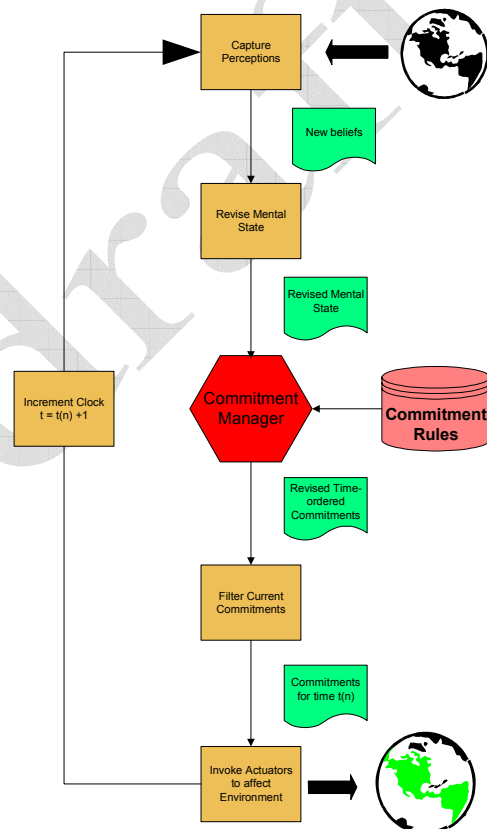 Capture
Perceptions
New beliefs
Revise Mental
State
Revised Mental
State
Increment Clock
t = t(n) +1
Commitment
Manager
Commitment
Rules
Revised Time-
ordered
Commitments
Filter Current
Commitments
Commitments
for time t(n)
Invoke Actuators
to affect
Environment
draft